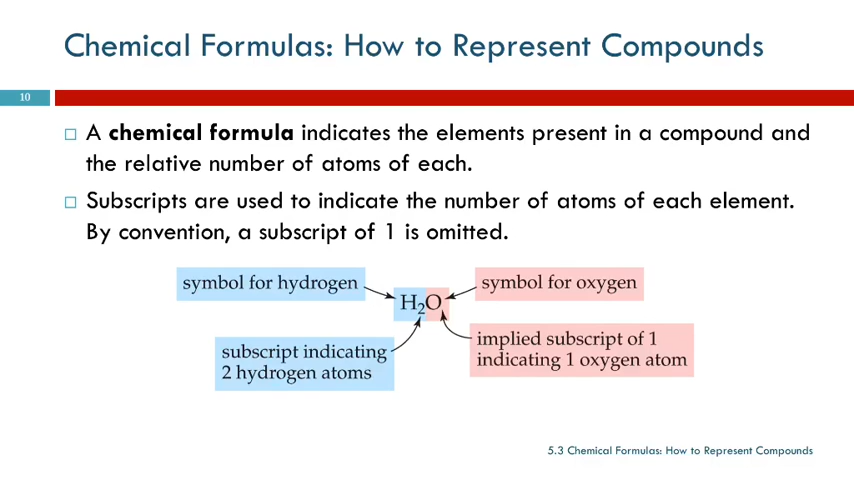 Chemical Formulas: How to Represent Compounds
10
A chemical formula indicates the elements present in a compound and
the relative number of atoms of each.
Subscripts are used to indicate the number of atoms of each element.
By convention, a subscript of 1 is omitted.
symbol for hydrogen
H₂O
symbol for oxygen
subscript indicating
2 hydrogen atoms
implied subscript of 1
indicating 1 oxygen atom
5.3 Chemical Formulas: How to Represent Compounds